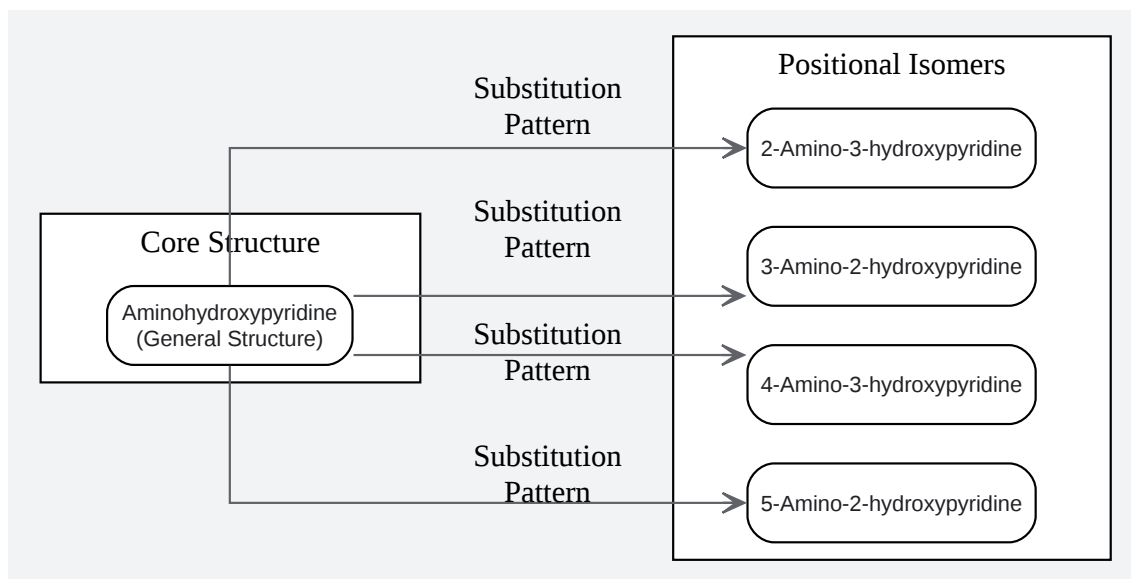 Substitution
Pattern
Positional Isomers
2-Amino-3-hydroxypyridine
Substitution
Pattern
Core Structure
3-Amino-2-hydroxypyridine
Aminohydroxypyridine
(General Structure)
Substitution
Pattern
4-Amino-3-hydroxypyridine
Substitution
Pattern
5-Amino-2-hydroxypyridine